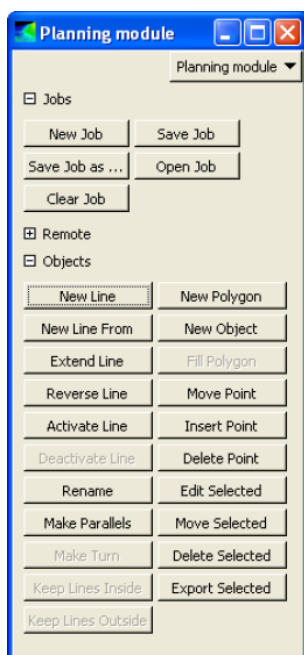 Planning module
Planning module
Jobs
New Job Save Job
Save Job as ... Open Job
Clear Job
Remote
Objects
New Line New Polygon
New Line From New Object
Extend Line Fill Polygon
Reverse Line Move Point
Activate Line Insert Point
Deactivate Line Delete Point
Rename Edit Selected
Make Parallels Move Selected
Make Turn Delete Selected
Keep Lines Inside Export Selected
Keep Lines Outside